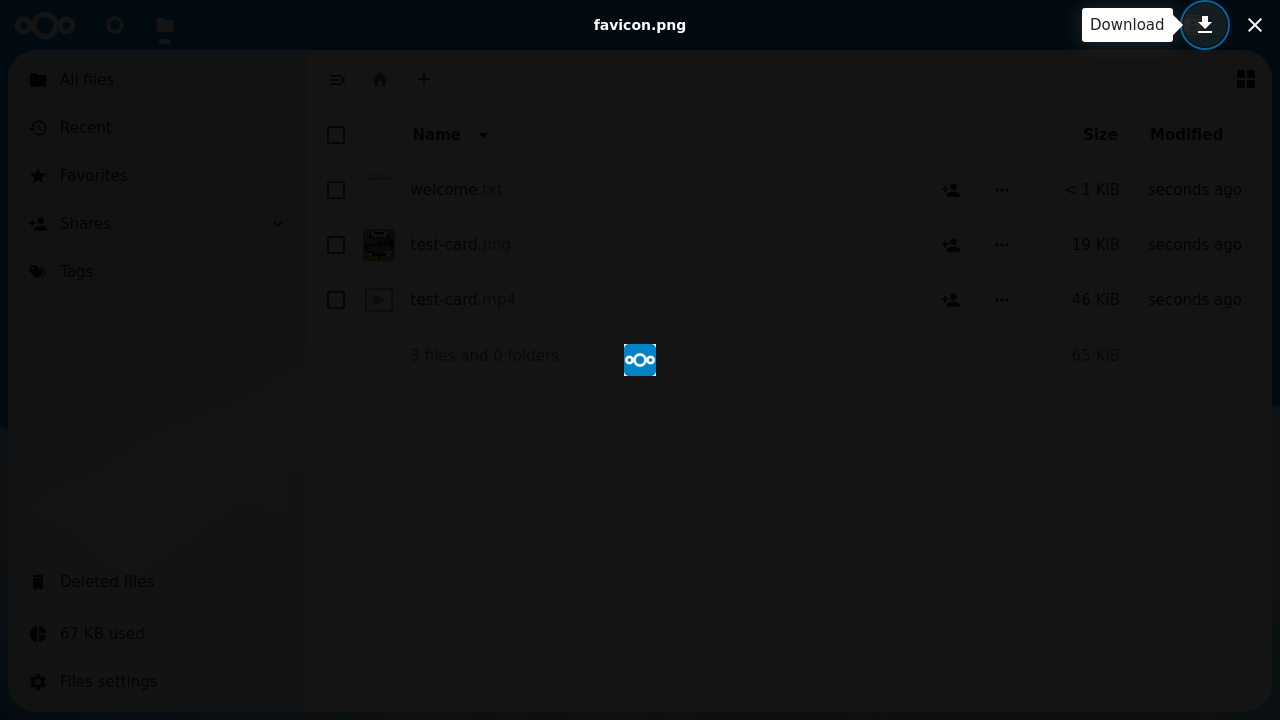 favicon.png
Download
All files
Recent
Favorites
Shares
Tags
Name
Size
Modified
welcome.txt
< 1 KiB
seconds ago
test-card.png
19 KiB
seconds ago
test-card.mp4
46 KiB
seconds ago
3 files and 0 folders
65 KiB
Deleted files
67 KB used
Files settings